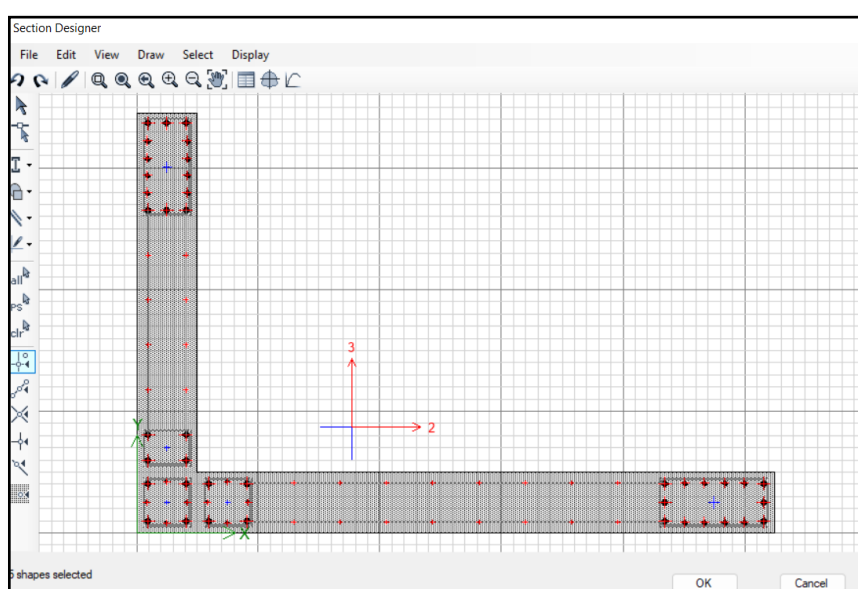 Section Designer
File Edit View Draw Select Display
all
ps
clr
3
2
Y
X
5 shapes selected
OK Cancel